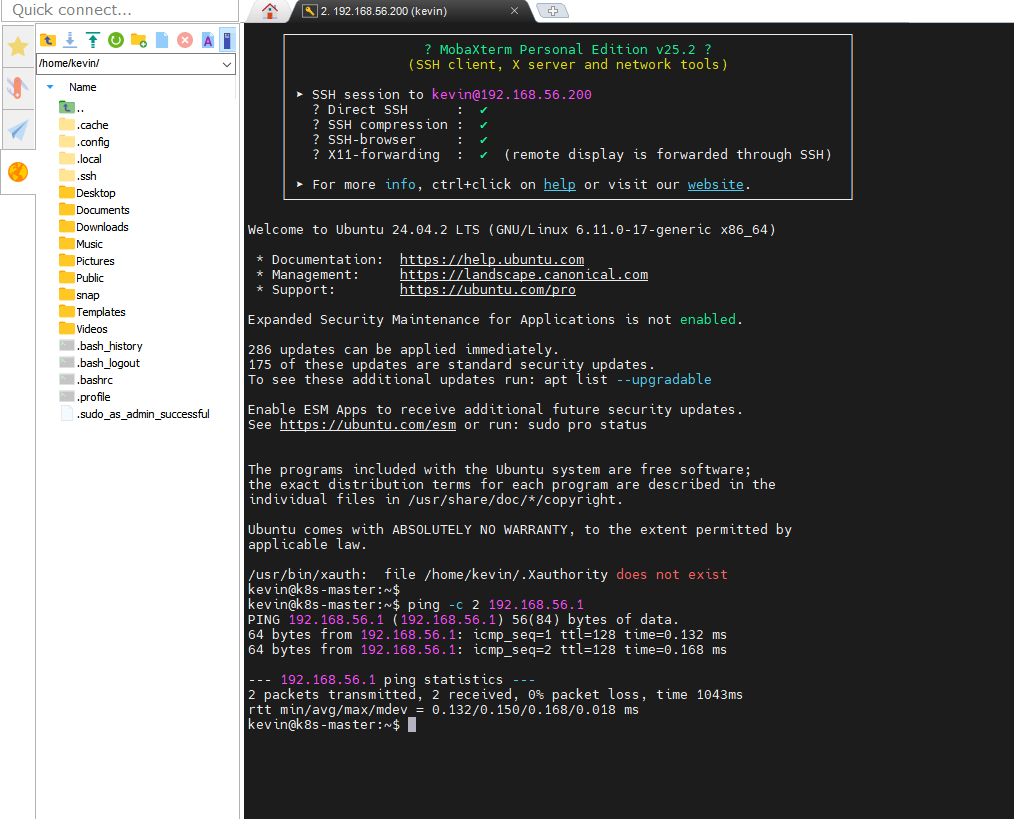 Quick connect...
2. 192.168.56.200 (kevin)
/home/kevin/
Name
..
.cache
.config
.local
.ssh
Desktop
Documents
Downloads
Music
Pictures
Public
snap
Templates
Videos
.bash_history
.bash_logout
.bashrc
.profile
.sudo_as_admin_successful
? MobaXterm Personal Edition v25.2 ?
(SSH client, X server and network tools)
➤ SSH session to kevin@192.168.56.200
? Direct SSH      :  ✔
? SSH compression :  ✔
? SSH-browser     :  ✔
? X11-forwarding  :  ✔  (remote display is forwarded through SSH)
➤ For more info, ctrl+click on help or visit our website.
Welcome to Ubuntu 24.04.2 LTS (GNU/Linux 6.11.0-17-generic x86_64)
* Documentation:  https://help.ubuntu.com
* Management:     https://landscape.canonical.com
* Support:        https://ubuntu.com/pro
Expanded Security Maintenance for Applications is not enabled.
286 updates can be applied immediately.
175 of these updates are standard security updates.
To see these additional updates run: apt list --upgradable
Enable ESM Apps to receive additional future security updates.
See https://ubuntu.com/esm or run: sudo pro status
The programs included with the Ubuntu system are free software;
the exact distribution terms for each program are described in the
individual files in /usr/share/doc/*/copyright.
Ubuntu comes with ABSOLUTELY NO WARRANTY, to the extent permitted by
applicable law.
/usr/bin/xauth:  file /home/kevin/.Xauthority does not exist
kevin@k8s-master:~$
kevin@k8s-master:~$ ping -c 2 192.168.56.1
PING 192.168.56.1 (192.168.56.1) 56(84) bytes of data.
64 bytes from 192.168.56.1: icmp_seq=1 ttl=128 time=0.132 ms
64 bytes from 192.168.56.1: icmp_seq=2 ttl=128 time=0.168 ms
--- 192.168.56.1 ping statistics ---
2 packets transmitted, 2 received, 0% packet loss, time 1043ms
rtt min/avg/max/mdev = 0.132/0.150/0.168/0.018 ms
kevin@k8s-master:~$